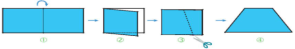 ① ② ③ ④